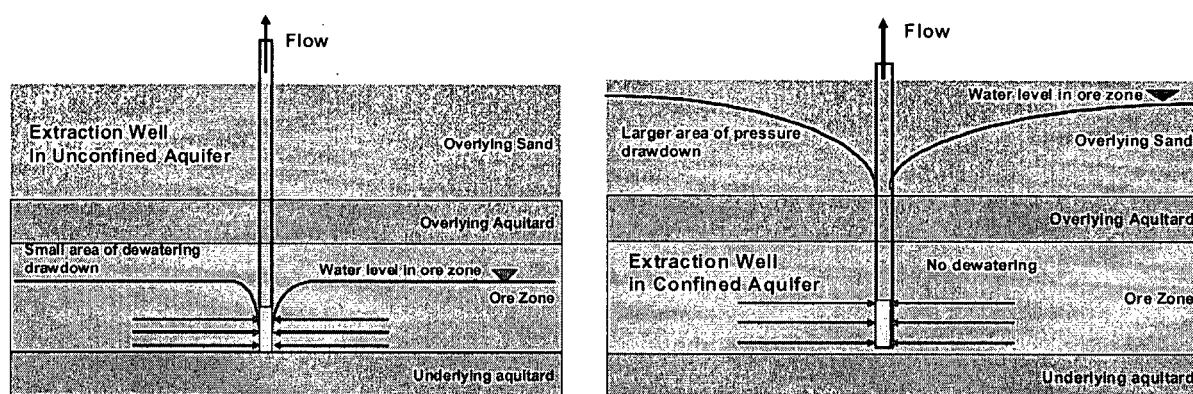 Flow
Extraction Well
In Unconfined Aquifer
Overlying Sand
Overlying Aquitard
Small area of dewatering
drawdown
Water level in ore zone
Ore Zone
Underlying aquitard
Flow
Water level in ore zone
Larger area of pressure
drawdown
Overlying Sand
Overlying Aquitard
Extraction Well
in Confined Aquifer
No dewatering
Ore Zone
Underlying aquitard